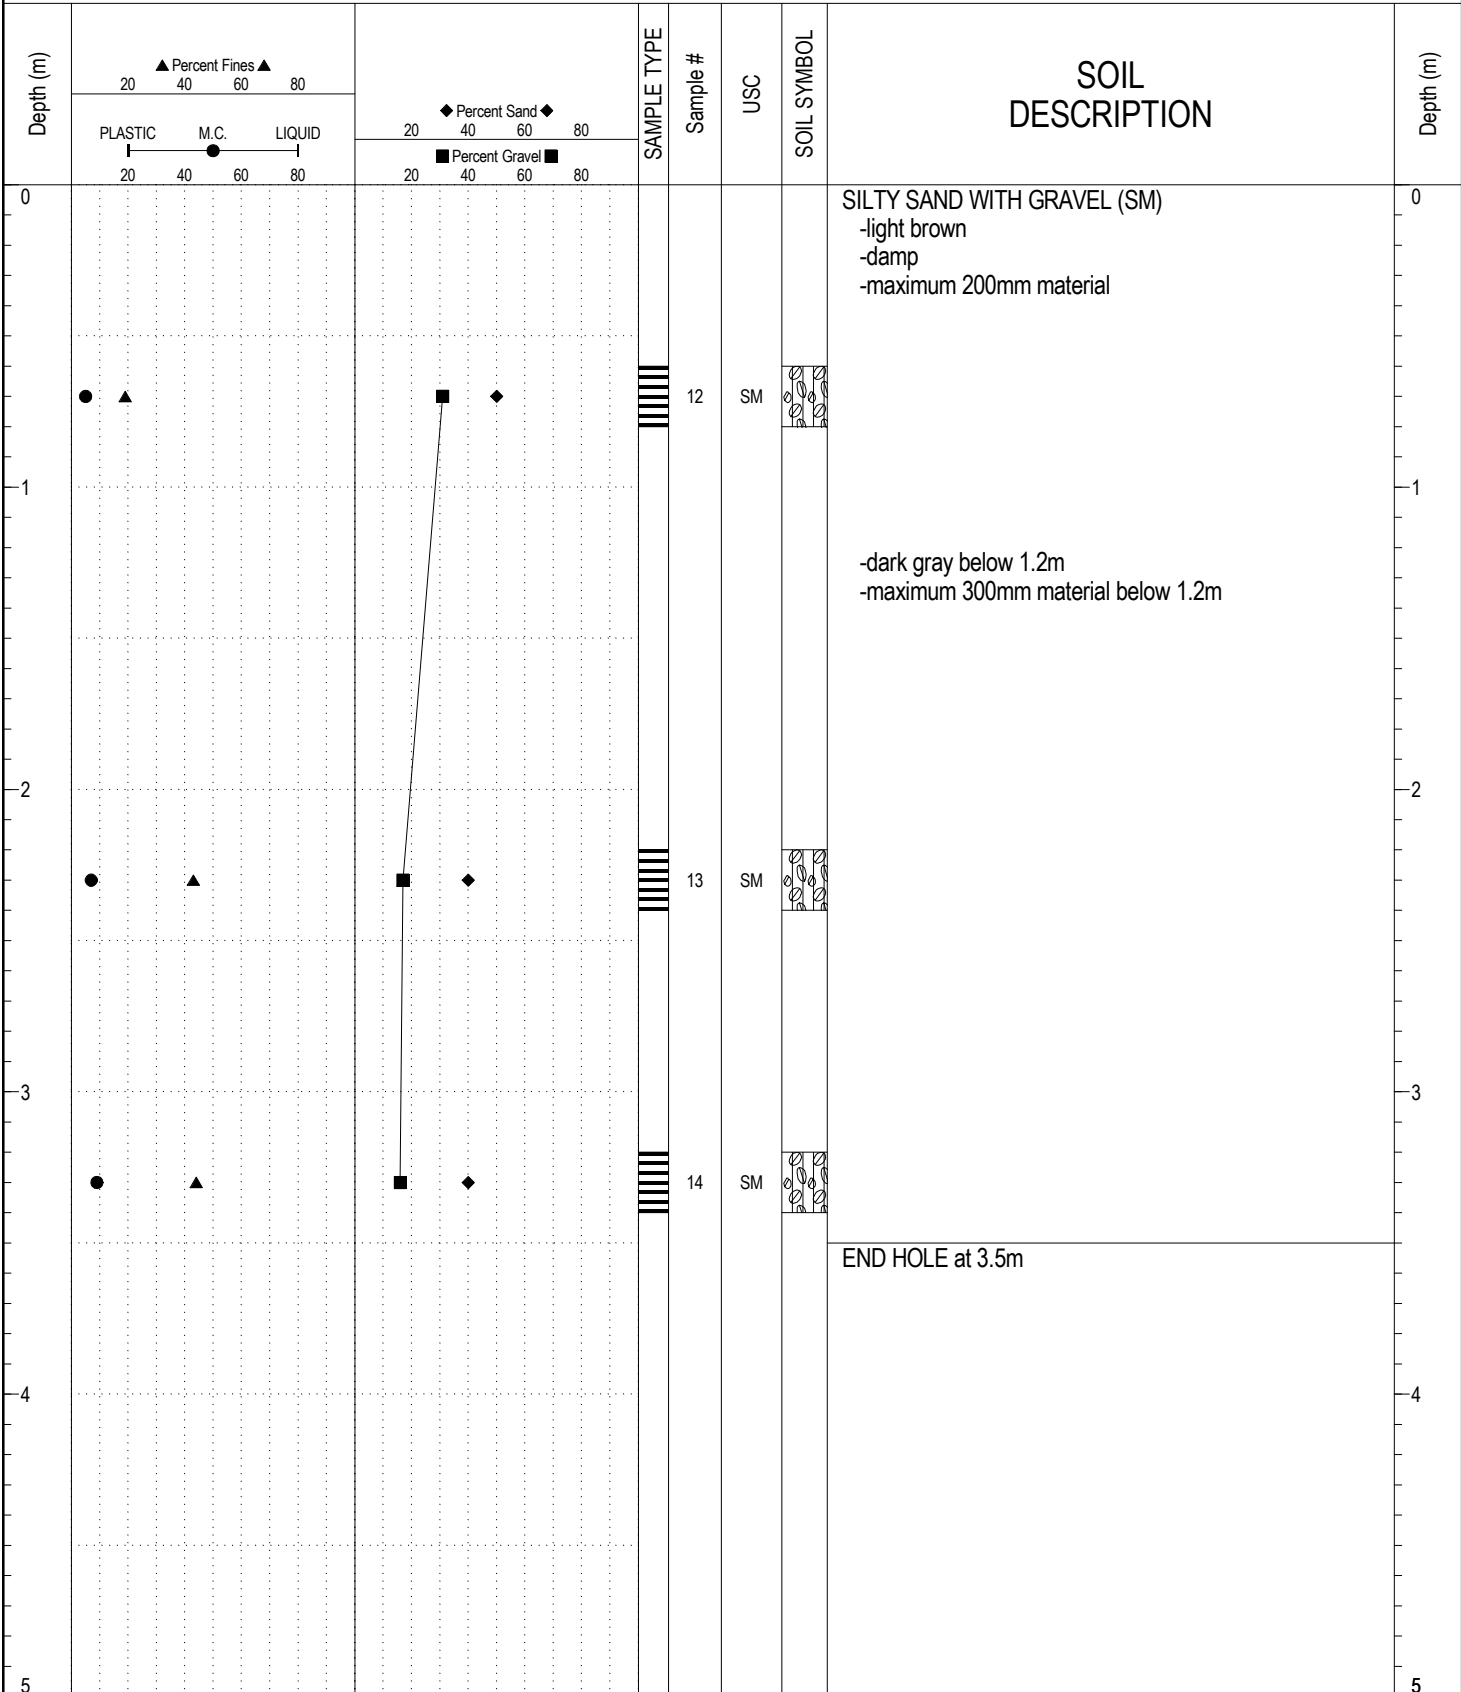 Depth (m)
▲ Percent Fines ▲
20 40 60 80
PLASTIC M.C. LIQUID
20 40 60 80
◆ Percent Sand ◆
20 40 60 80
■ Percent Gravel ■
20 40 60 80
SAMPLE TYPE
Sample #
USC
SOIL SYMBOL
SOIL
DESCRIPTION
Depth (m)
0 SILTY SAND WITH GRAVEL (SM) 0
-light brown
-damp
-maximum 200mm material
12 SM
1 1
-dark gray below 1.2m
-maximum 300mm material below 1.2m
2 2
13 SM
3 3
14 SM
END HOLE at 3.5m
4 4
5 5